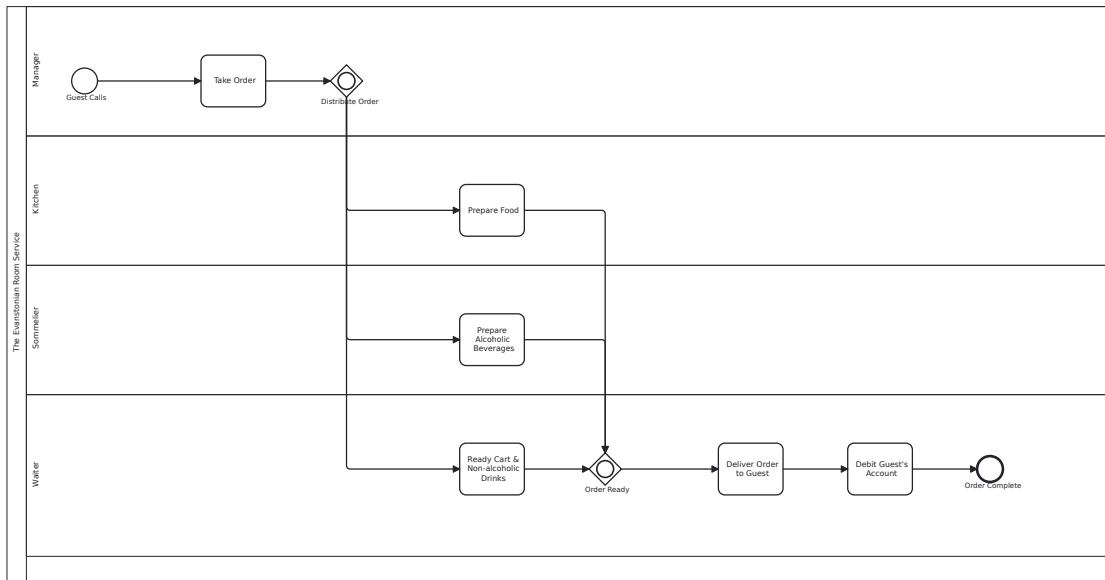 The Evanstonian Room Service
Manager
Guest Calls
Take Order
Distribute Order
Kitchen
Prepare Food
Sommelier
Prepare
Alcoholic
Beverages
Waiter
Ready Cart &
Non-alcoholic
Drinks
Order Ready
Deliver Order
to Guest
Debit Guest's
Account
Order Complete